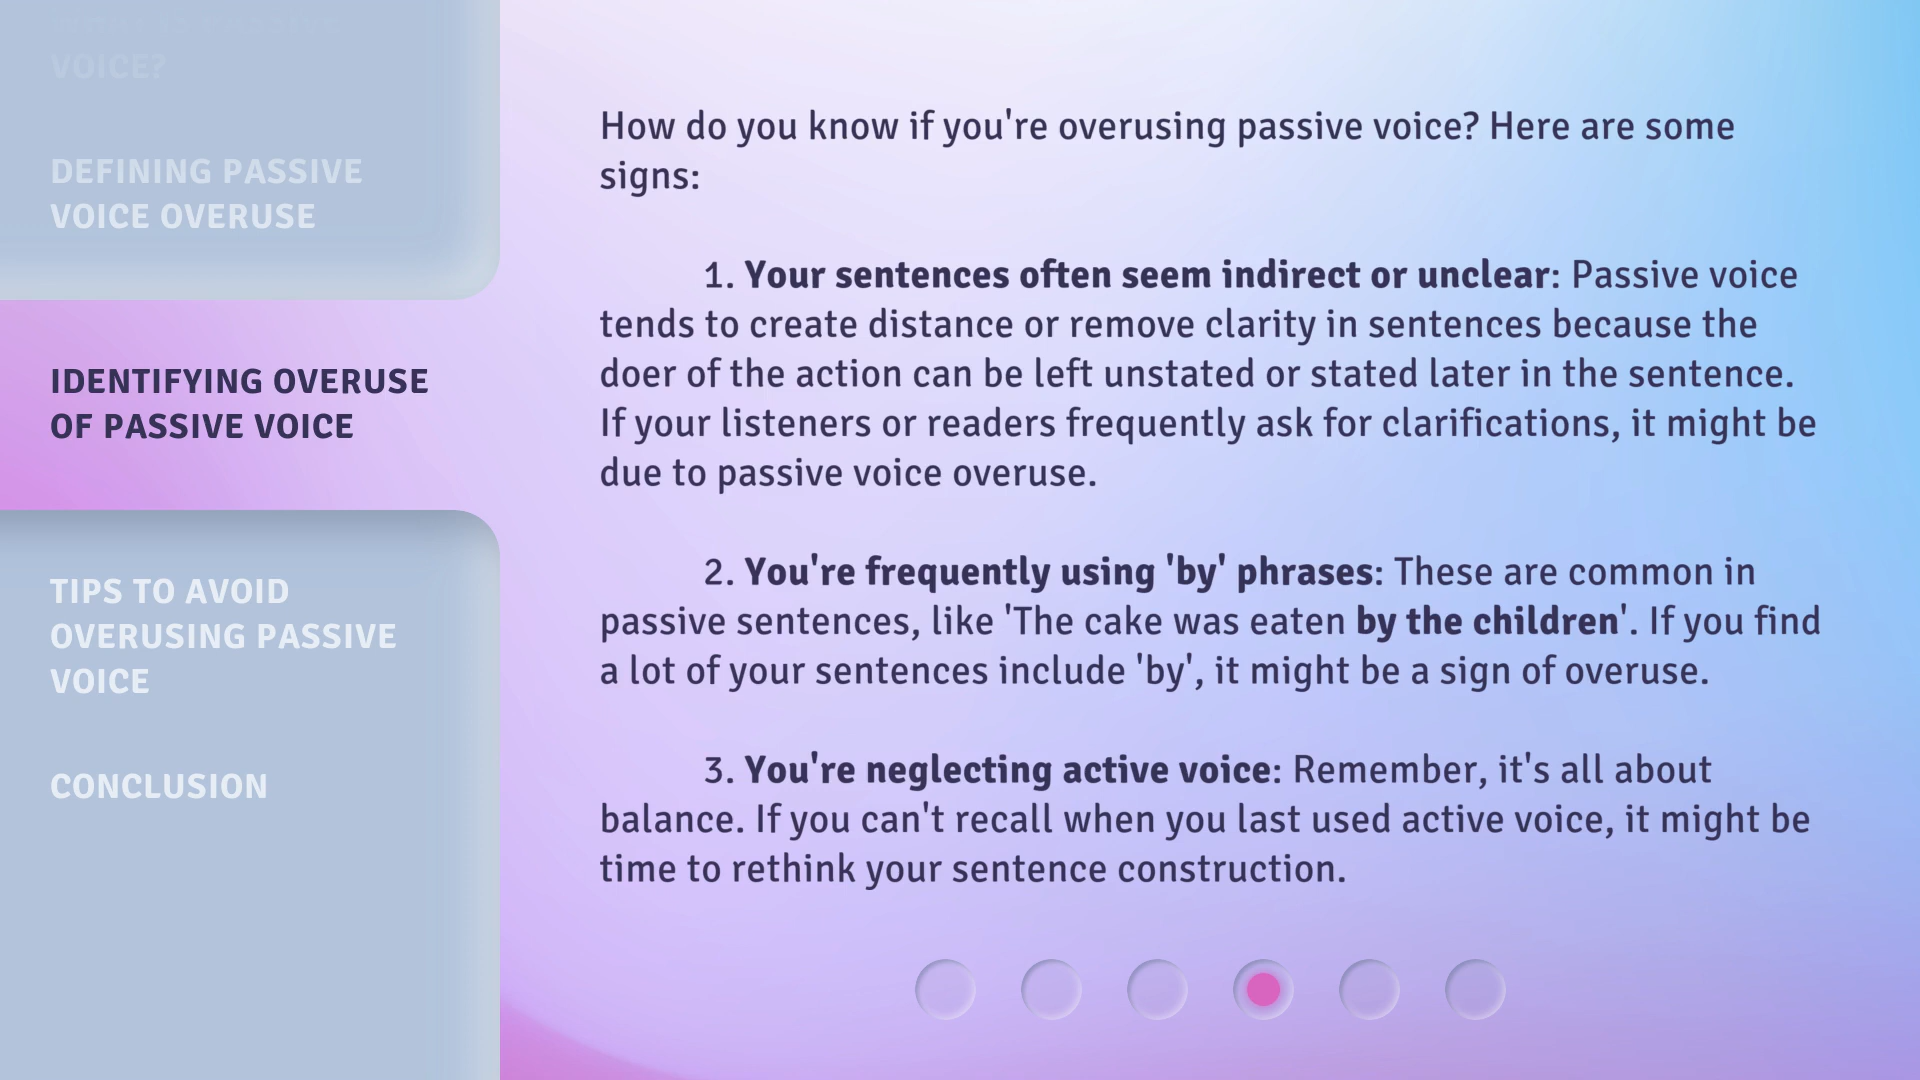 WHAT IS PASSIVE
VOICE?
DEFINING PASSIVE
VOICE OVERUSE
IDENTIFYING OVERUSE
OF PASSIVE VOICE
TIPS TO AVOID
OVERUSING PASSIVE
VOICE
CONCLUSION
How do you know if you're overusing passive voice? Here are some
signs:
1. Your sentences often seem indirect or unclear: Passive voice
tends to create distance or remove clarity in sentences because the
doer of the action can be left unstated or stated later in the sentence.
If your listeners or readers frequently ask for clarifications, it might be
due to passive voice overuse.
2. You're frequently using 'by' phrases: These are common in
passive sentences, like 'The cake was eaten by the children'. If you find
a lot of your sentences include 'by', it might be a sign of overuse.
3. You're neglecting active voice: Remember, it's all about
balance. If you can't recall when you last used active voice, it might be
time to rethink your sentence construction.